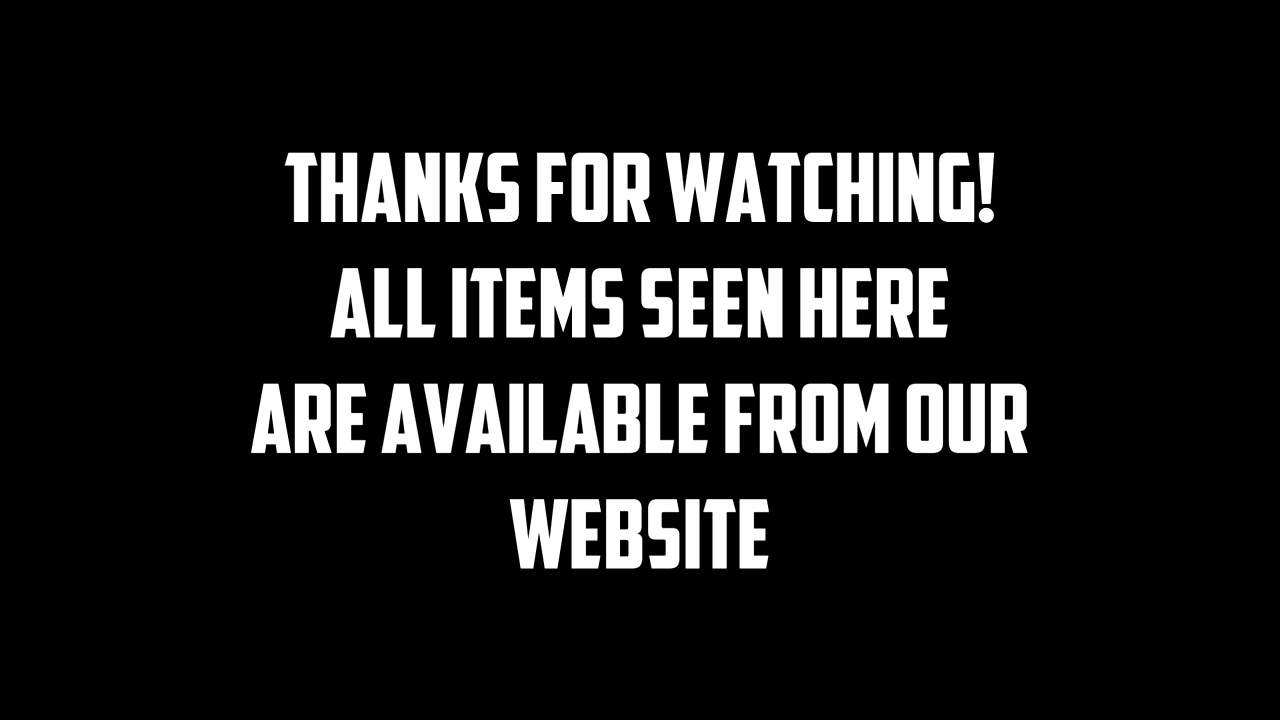 THANKS FOR WATCHING!
ALL ITEMS SEEN HERE
ARE AVAILABLE FROM OUR
WEBSITE